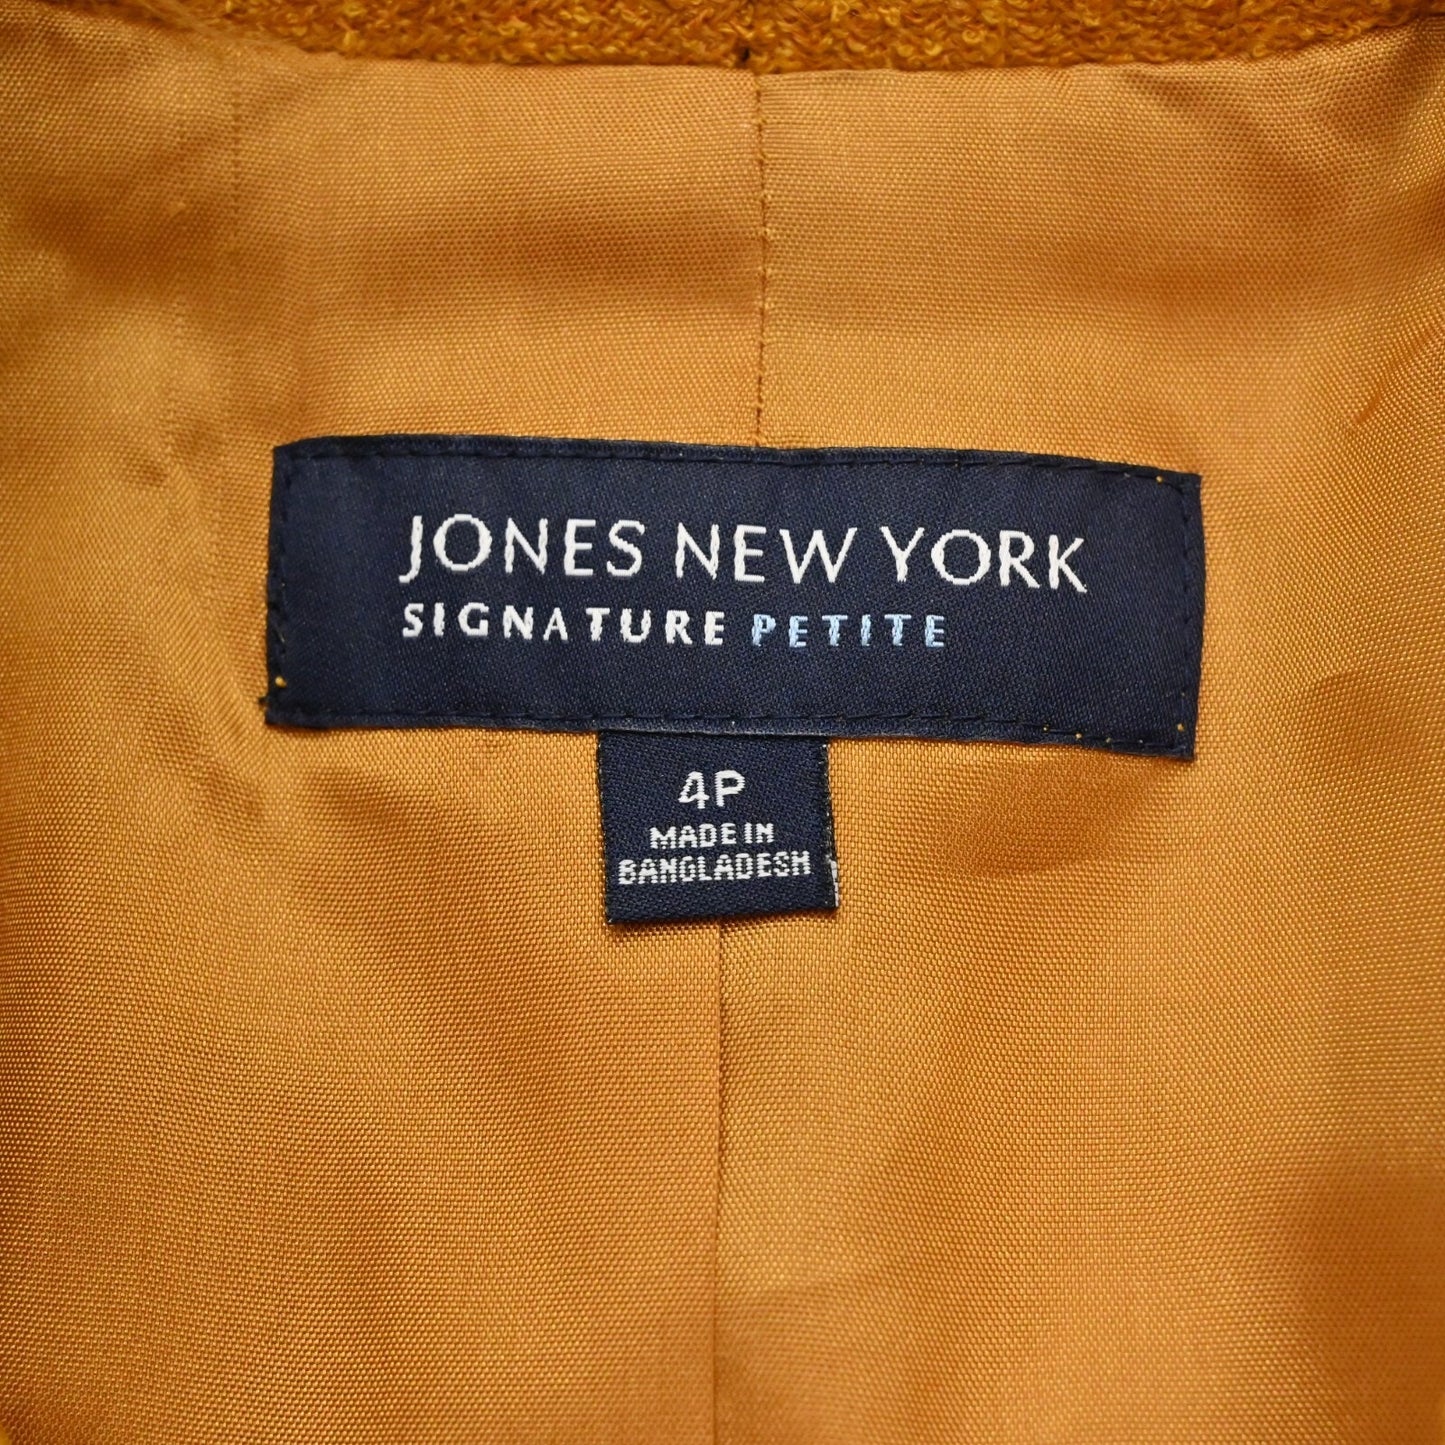 JONES NEW YORK
SIGNATURE PETITE
4P
MADE IN
BANGLADESH